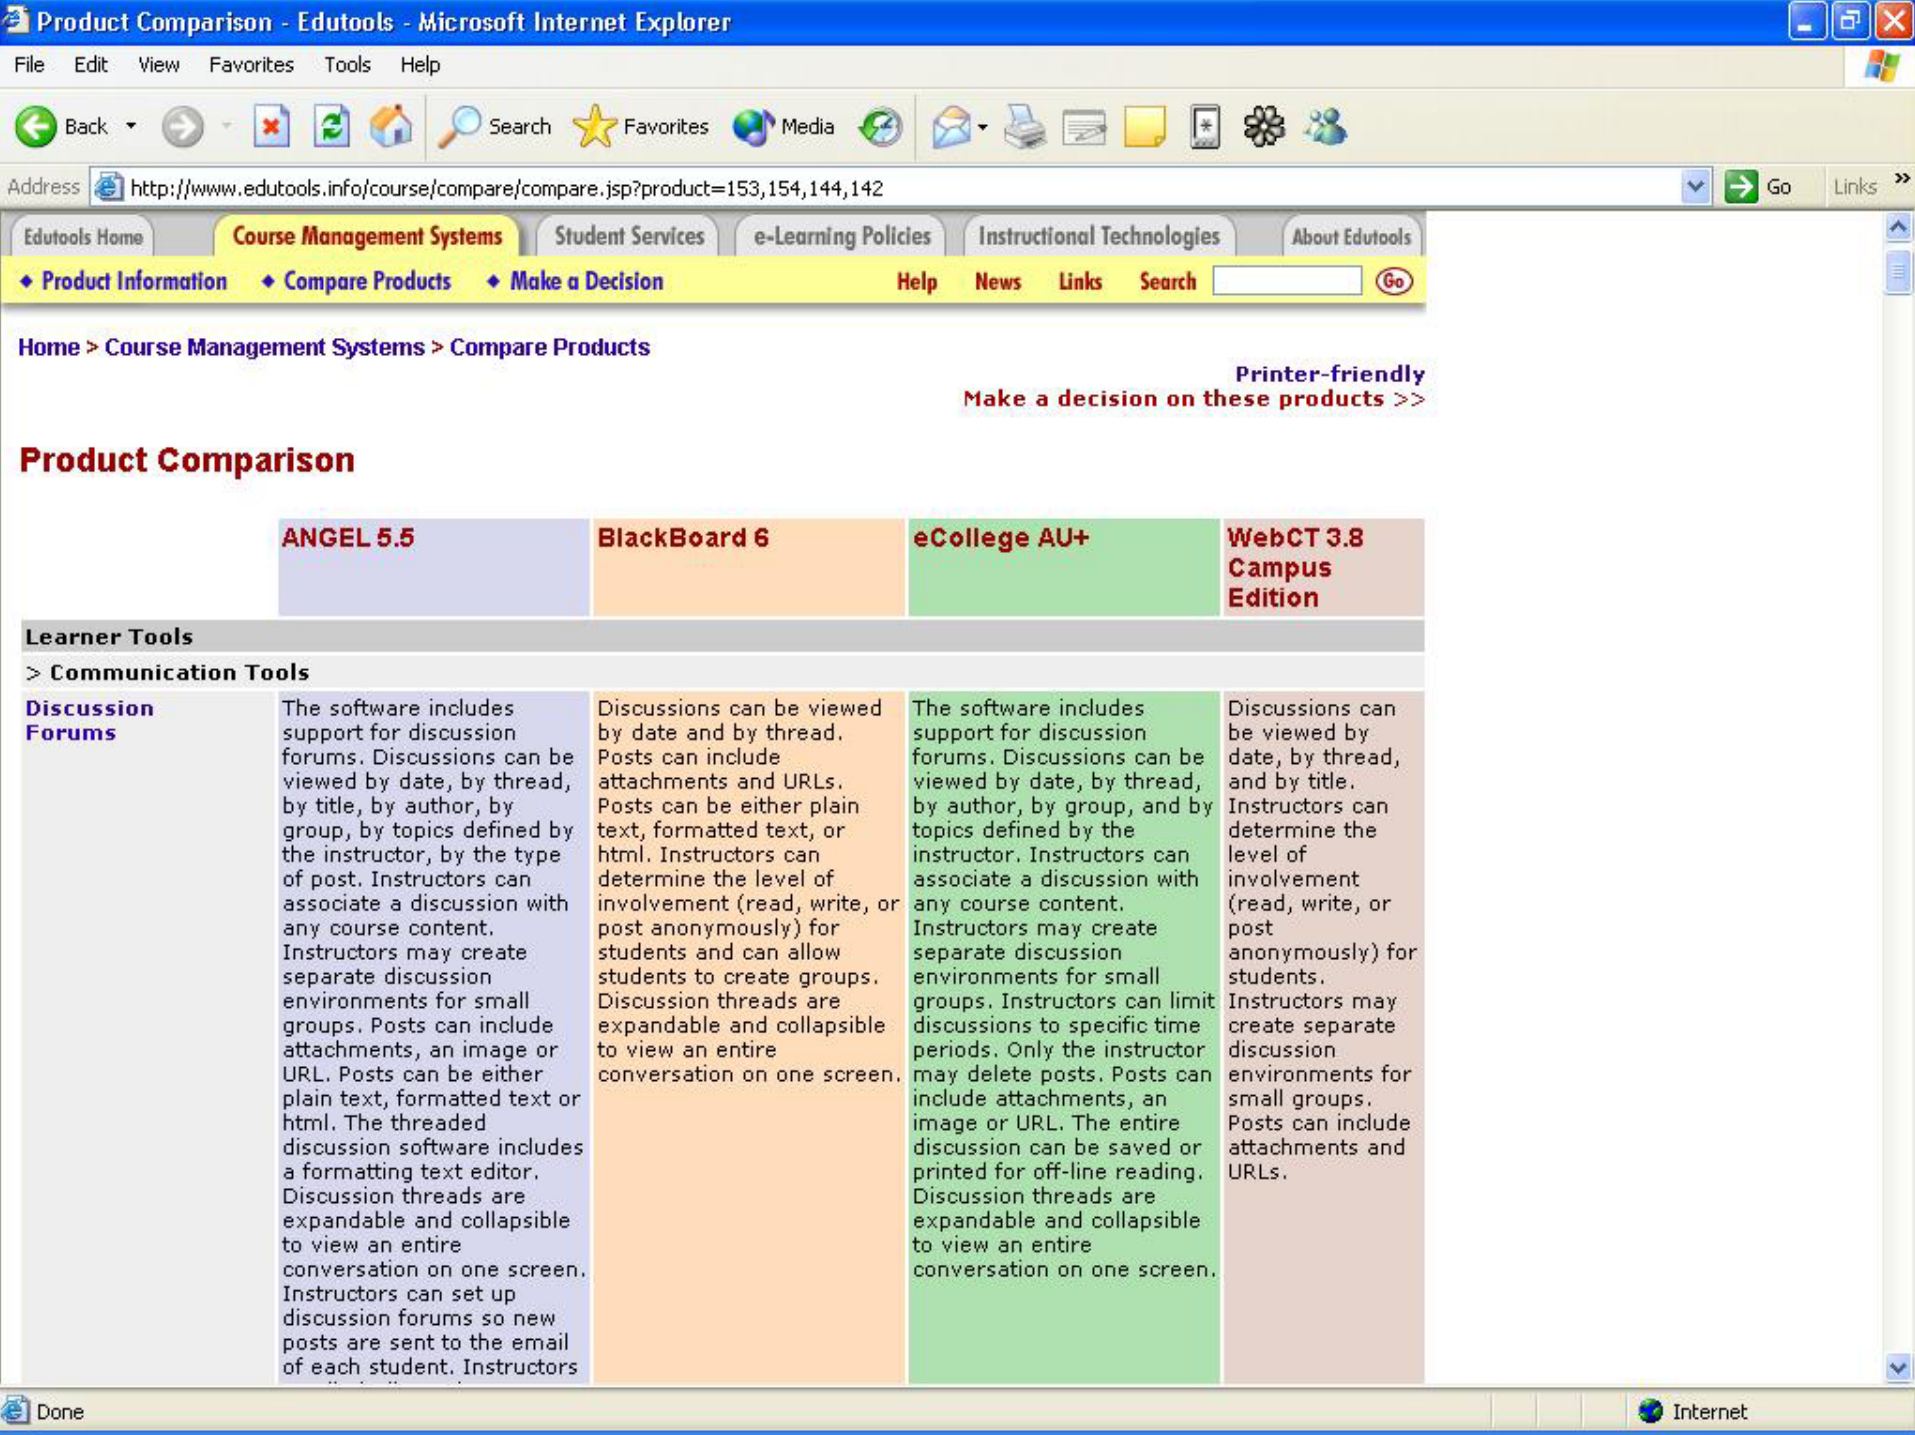 Product Comparison - Edutools - Microsoft Internet Explorer
File Edit View Favorites Tools Help
Back Search Favorites Media
Address http://www.edutools.info/course/compare/compare.jsp?product=153,154,144,142 Go Links »
Edutools Home Course Management Systems Student Services e-Learning Policies Instructional Technologies About Edutools
Product Information Compare Products Make a Decision Help News Links Search Go
Home > Course Management Systems > Compare Products
Printer-friendly
Make a decision on these products >>
Product Comparison
ANGEL 5.5
BlackBoard 6
eCollege AU+
WebCT 3.8
Campus
Edition
Learner Tools
> Communication Tools
Discussion
Forums
The software includes
support for discussion
forums. Discussions can be
viewed by date, by thread,
by title, by author, by
group, by topics defined by
the instructor, by the type
of post. Instructors can
associate a discussion with
any course content.
Instructors may create
separate discussion
environments for small
groups. Posts can include
attachments, an image or
URL. Posts can be either
plain text, formatted text or
html. The threaded
discussion software includes
a formatting text editor.
Discussion threads are
expandable and collapsible
to view an entire
conversation on one screen.
Instructors can set up
discussion forums so new
posts are sent to the email
of each student. Instructors
Discussions can be viewed
by date and by thread.
Posts can include
attachments and URLs.
Posts can be either plain
text, formatted text, or
html. Instructors can
determine the level of
involvement (read, write, or
post anonymously) for
students and can allow
students to create groups.
Discussion threads are
expandable and collapsible
to view an entire
conversation on one screen.
The software includes
support for discussion
forums. Discussions can be
viewed by date, by thread,
by author, by group, and by
topics defined by the
instructor. Instructors can
associate a discussion with
any course content.
Instructors may create
separate discussion
environments for small
groups. Instructors can limit
discussions to specific time
periods. Only the instructor
may delete posts. Posts can
include attachments, an
image or URL. The entire
discussion can be saved or
printed for off-line reading.
Discussion threads are
expandable and collapsible
to view an entire
conversation on one screen.
Discussions can
be viewed by
date, by thread,
and by title.
Instructors can
determine the
level of
involvement
(read, write, or
post
anonymously) for
students.
Instructors may
create separate
discussion
environments for
small groups.
Posts can include
attachments and
URLs.
Done Internet